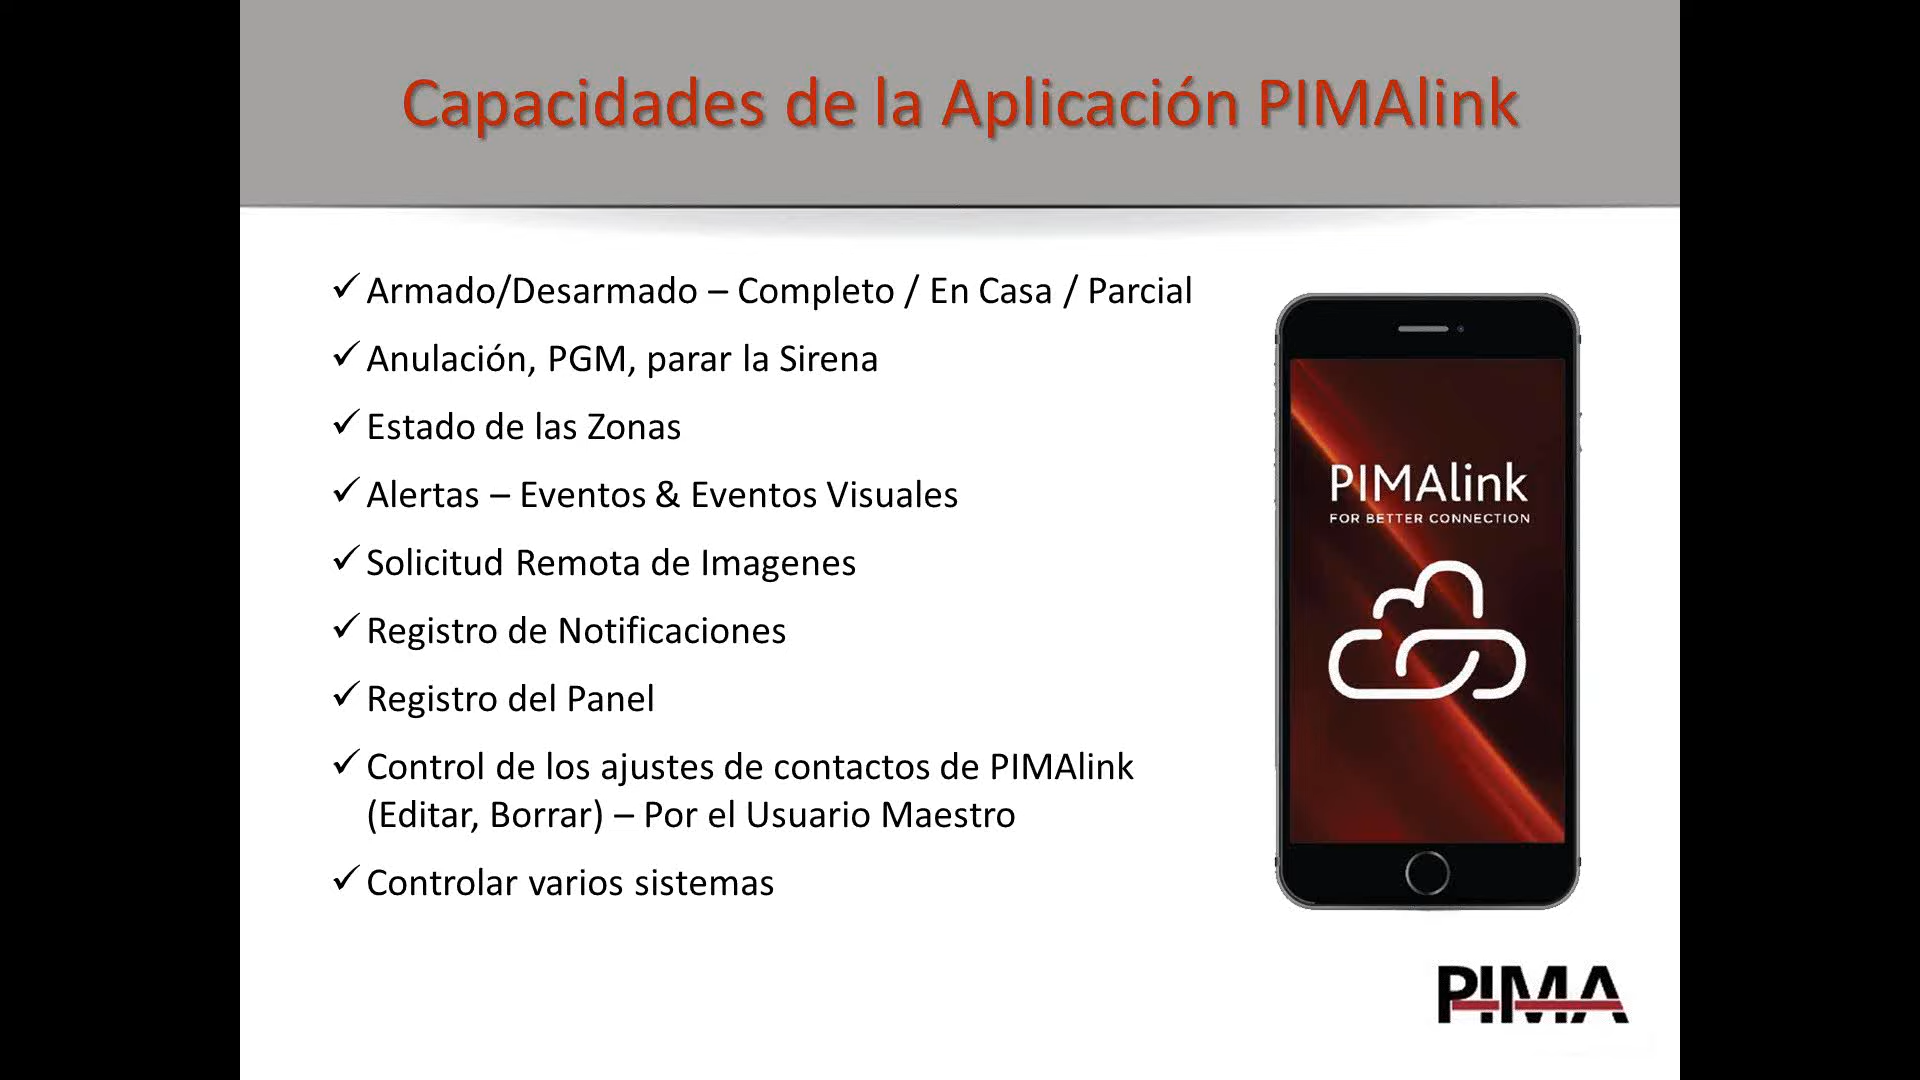 Capacidades de la Aplicación PIMAlink
✓ Armado/Desarmado – Completo / En Casa / Parcial
✓ Anulación, PGM, parar la Sirena
✓ Estado de las Zonas
✓ Alertas – Eventos & Eventos Visuales
✓ Solicitud Remota de Imagenes
✓ Registro de Notificaciones
✓ Registro del Panel
✓ Control de los ajustes de contactos de PIMAlink
(Editar, Borrar) – Por el Usuario Maestro
✓ Controlar varios sistemas
PIMAlink
FOR BETTER CONNECTION
PIMA